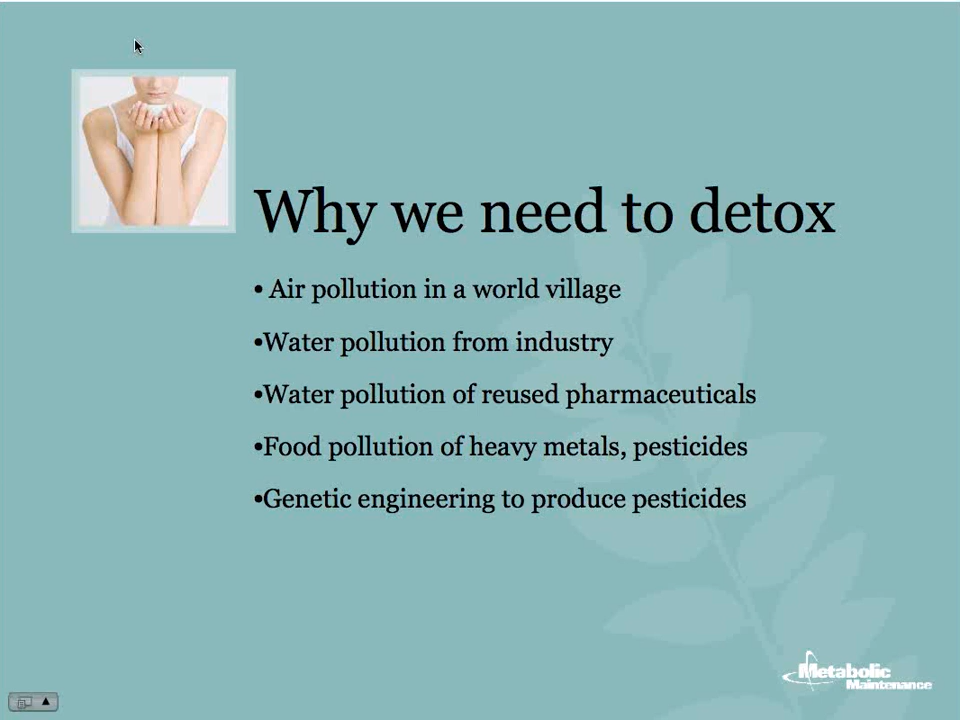 Why we need to detox
• Air pollution in a world village
•Water pollution from industry
•Water pollution of reused pharmaceuticals
•Food pollution of heavy metals, pesticides
•Genetic engineering to produce pesticides
Metabolic
Maintenance